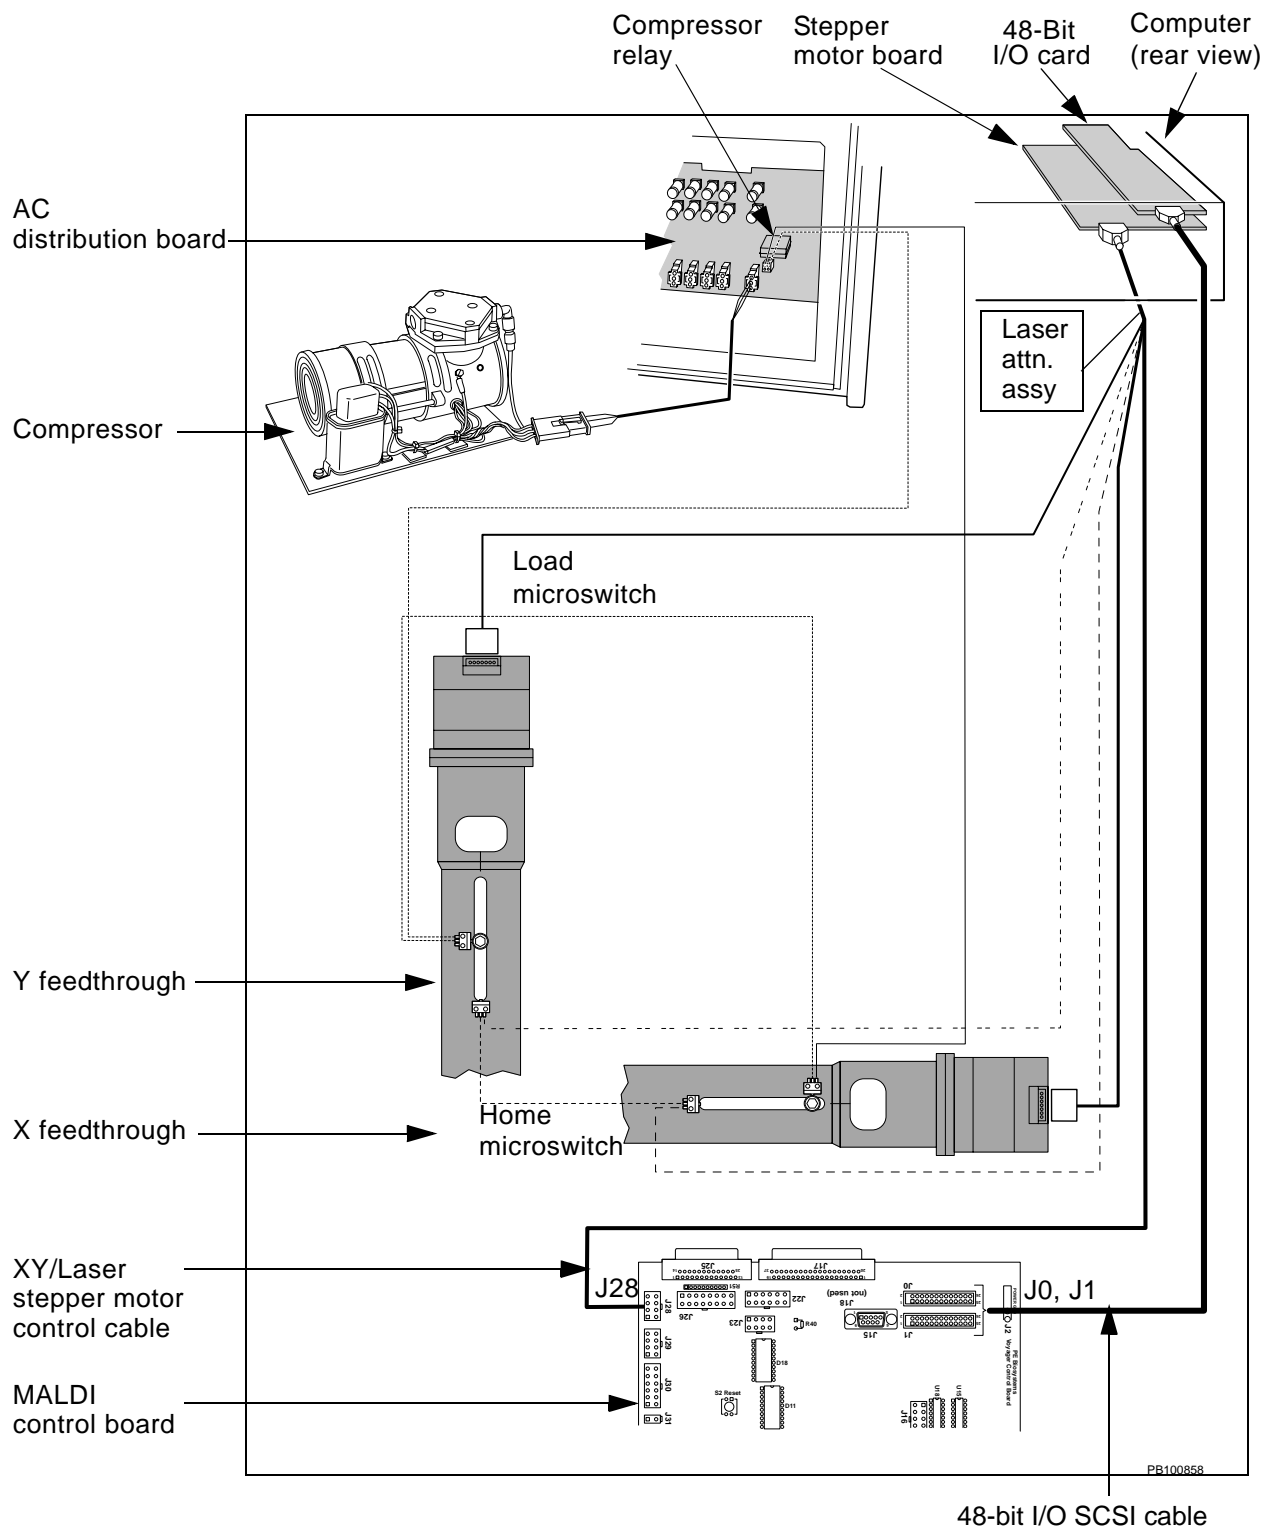 Compressor
relay
Stepper
motor board
48-Bit
I/O card
Computer
(rear view)
AC
distribution board
Laser
attn.
assy
Compressor
Load
microswitch
Y feedthrough
Home
microswitch
X feedthrough
XY/Laser
stepper motor
control cable
J28
J0, J1
J25
J17
RS1
J26
J22
J23
J28
J29
J30
J31
(not used)
J18
J15
J0
J1
R40
D18
D11
S2 Reset
J2
Voyager Control Board
PE Biosystems
J16
MALDI
control board
PB100858
48-bit I/O SCSI cable